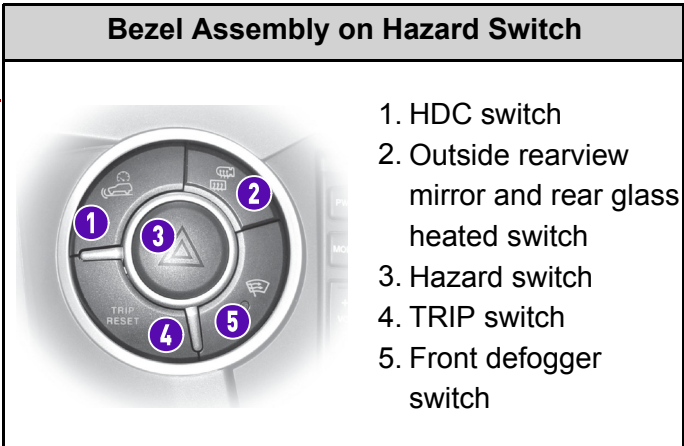 Bezel Assembly on Hazard Switch
1. HDC switch
2. Outside rearview
mirror and rear glass
heated switch
3. Hazard switch
4. TRIP switch
5. Front defogger
switch
1
2
3
TRIP
RESET
4
5